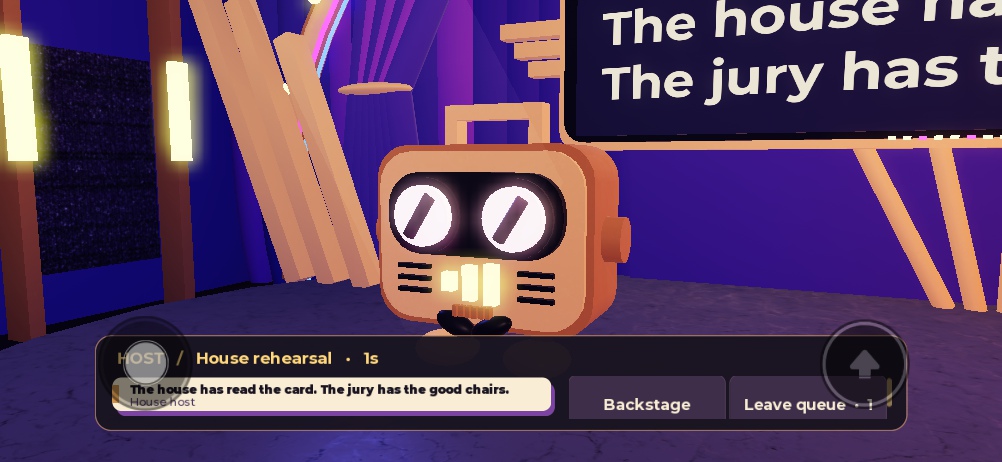 The house
The jury has
HOST / House rehearsal · 1s
The house has read the card. The jury has the good chairs.
House host
Backstage
Leave queue · 1